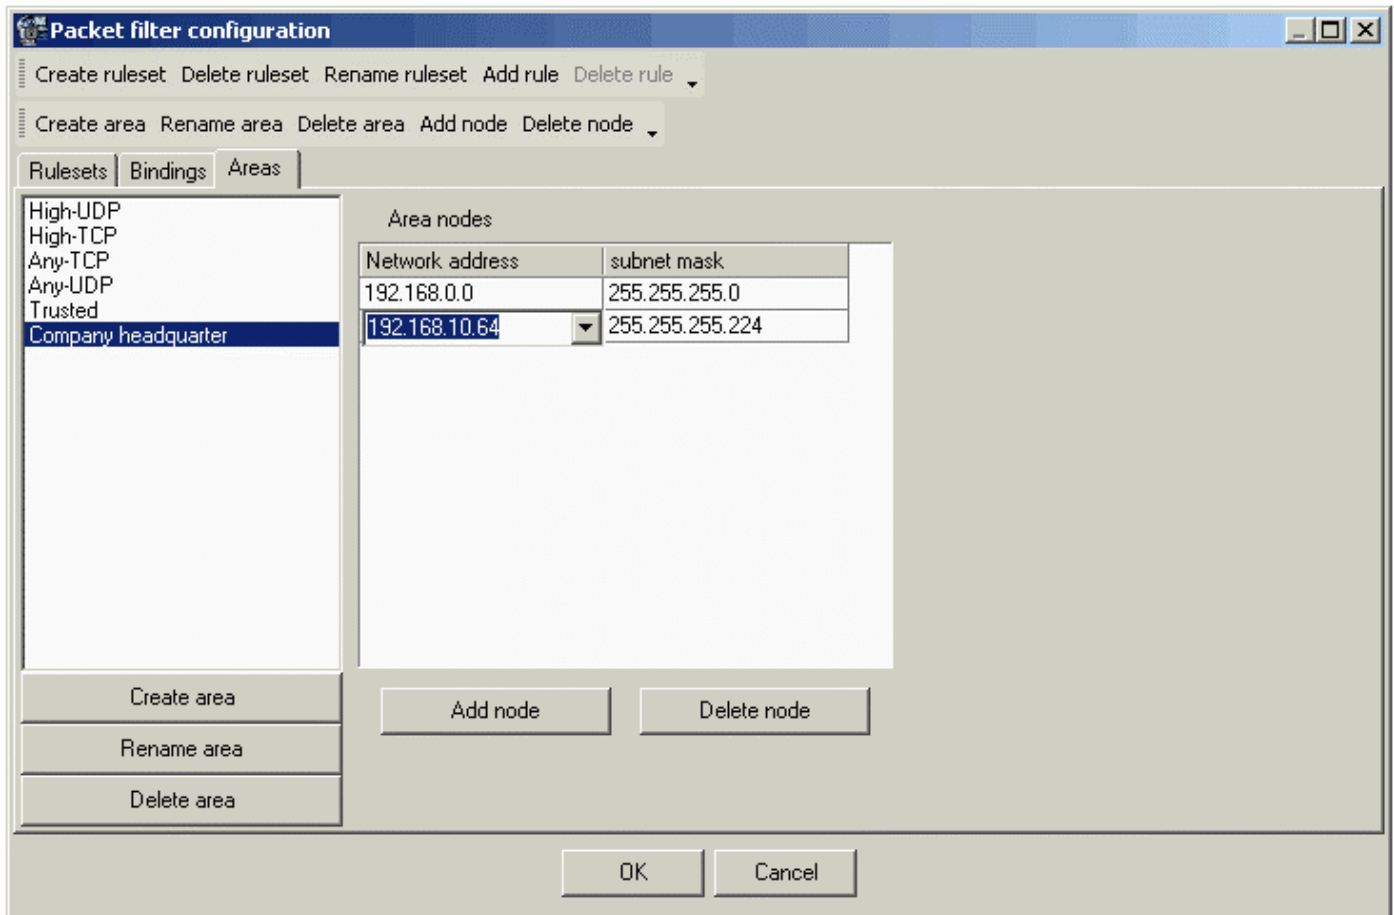 Packet filter configuration
Create ruleset Delete ruleset Rename ruleset Add rule Delete rule
Create area Rename area Delete area Add node Delete node
Rulesets Bindings Areas
High-UDP
High-TCP
Any-TCP
Any-UDP
Trusted
Company headquarter
Area nodes
Network address subnet mask
192.168.0.0 255.255.255.0
192.168.10.64 255.255.255.224
Create area
Rename area
Delete area
Add node Delete node
OK Cancel